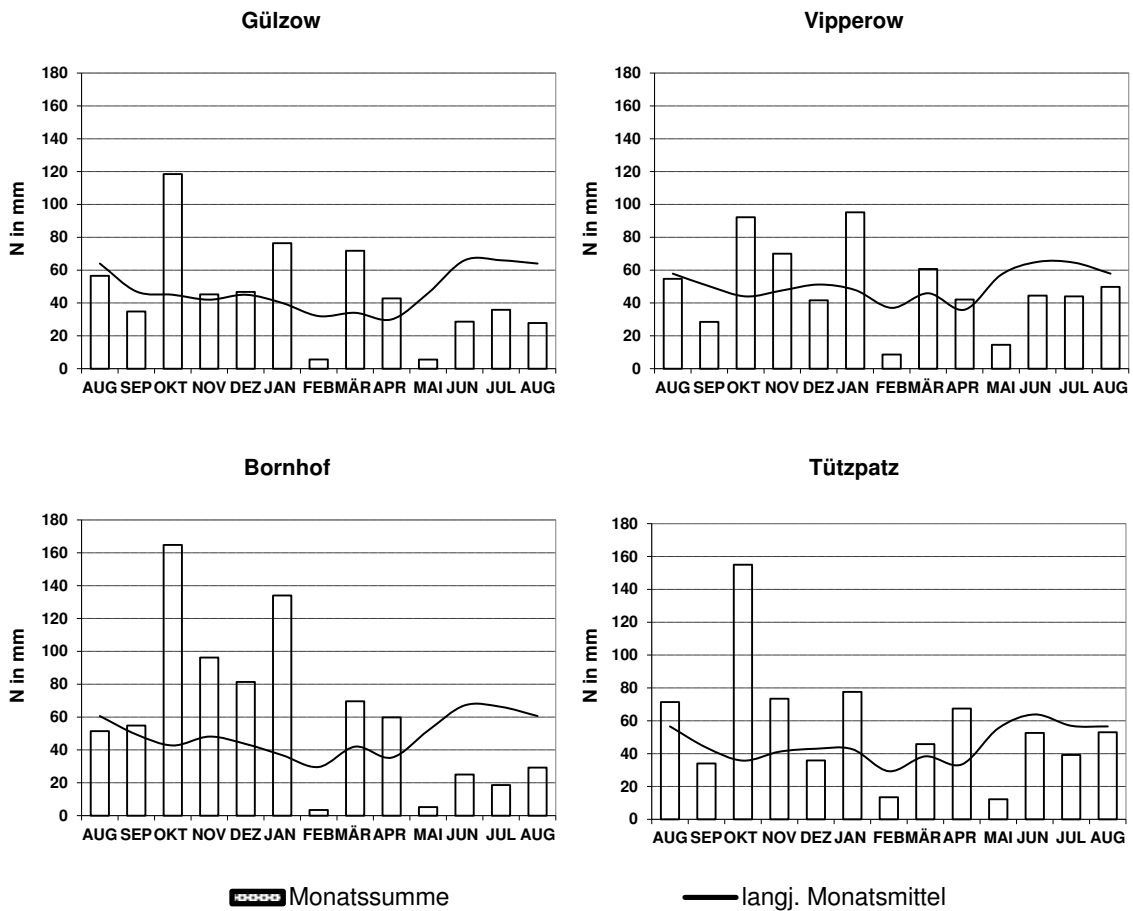 Gülzow
180
160
140
120
100
80
60
40
20
0
N in mm
AUG SEP OKT NOV DEZ JAN FEB MÄR APR MAI JUN JUL AUG
Vipperow
180
160
140
120
100
80
60
40
20
0
N in mm
AUG SEP OKT NOV DEZ JAN FEB MÄR APR MAI JUN JUL AUG
Bornhof
180
160
140
120
100
80
60
40
20
0
N in mm
AUG SEP OKT NOV DEZ JAN FEB MÄR APR MAI JUN JUL AUG
Tützpatz
180
160
140
120
100
80
60
40
20
0
N in mm
AUG SEP OKT NOV DEZ JAN FEB MÄR APR MAI JUN JUL AUG
Monatssumme
langj. Monatsmittel